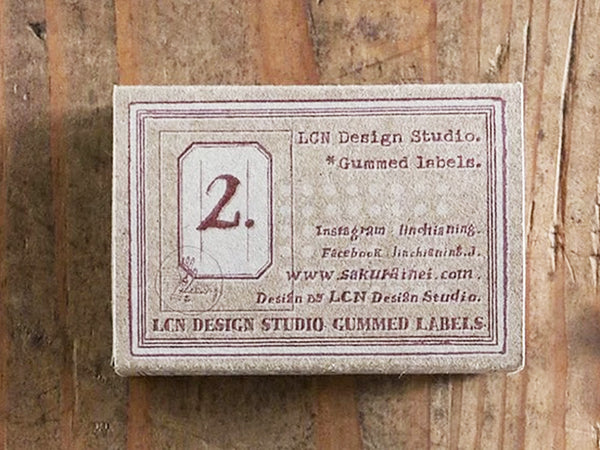 LCN Design Studio.
*Gummed labels.
2.
Instagram linchianing.
Facebook linchianing.J.
www.sakuraihei.com.
Design by LCN Design Studio.
LCN DESIGN STUDIO GUMMED LABELS